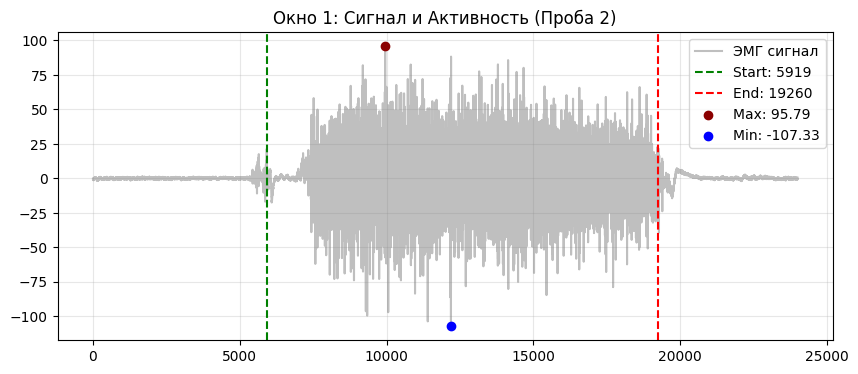 Окно 1: Сигнал и Активность (Проба 2)
100
75
50
25
0
−25
−50
−75
−100
0
5000
10000
15000
20000
25000
ЭМГ сигнал
Start: 5919
End: 19260
Max: 95.79
Min: -107.33